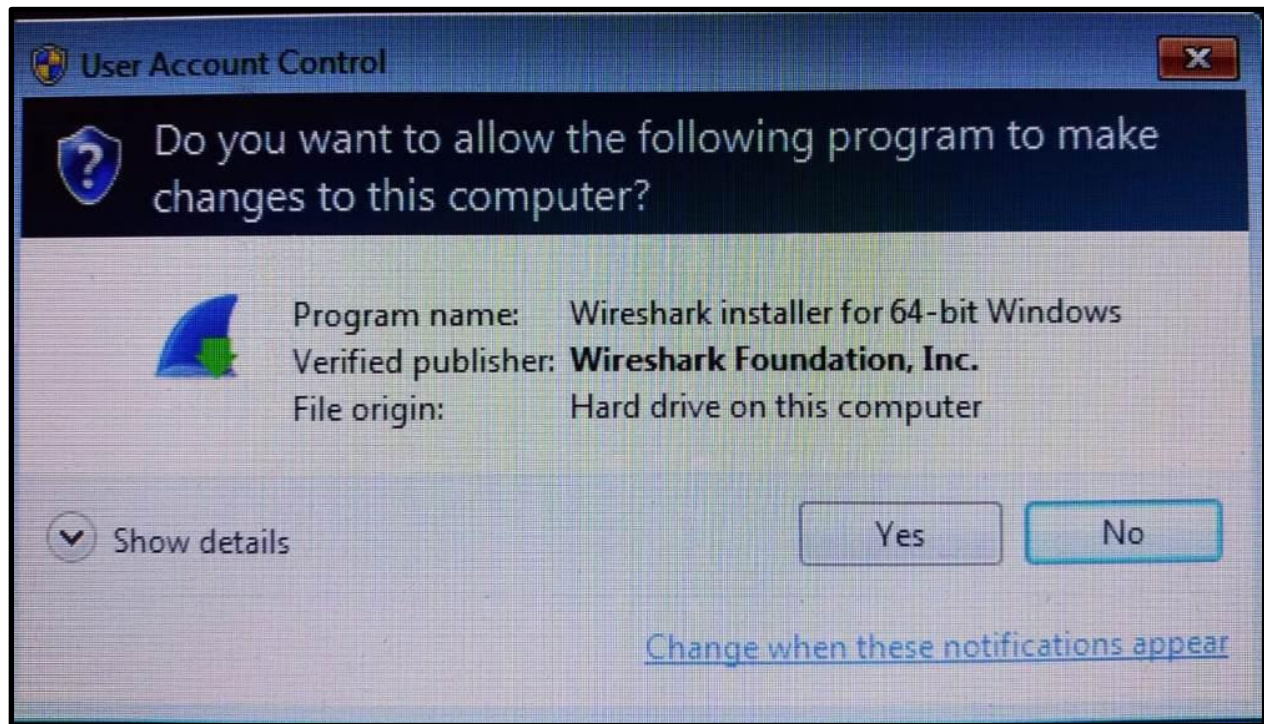 User Account Control
Do you want to allow the following program to make
changes to this computer?
Program name: Wireshark installer for 64-bit Windows
Verified publisher: Wireshark Foundation, Inc.
File origin: Hard drive on this computer
Show details
Yes
No
Change when these notifications appear